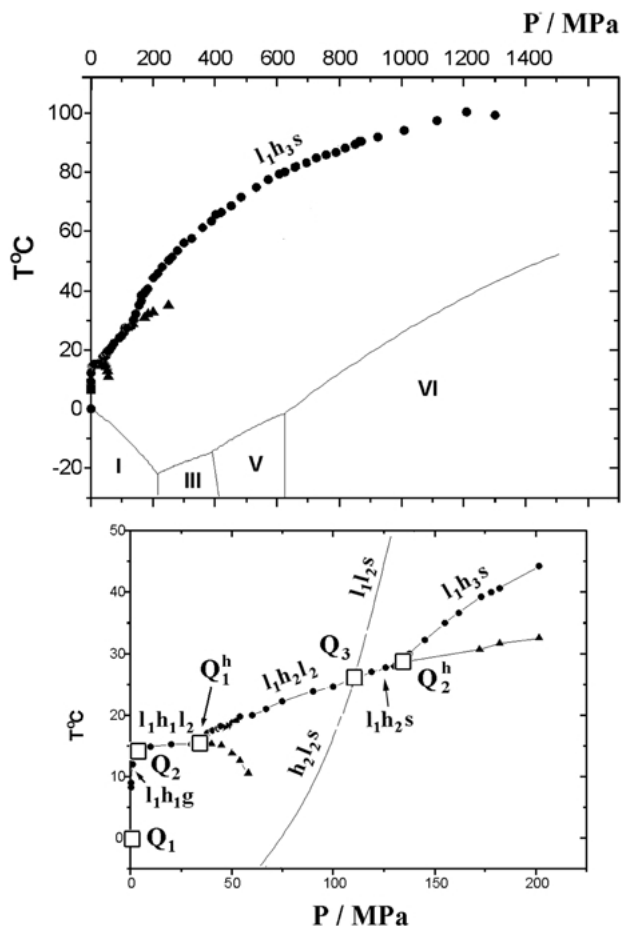 P / MPa
0 200 400 600 800 1000 1200 1400
100
80
60
40
20
0
-20
T°C
l₁h₃s
I
III
V
VI
50
40
30
20
10
0
T°C
l₁l₂s
l₁h₃s
Q₃
Q₁ʰ
l₁h₂l₂
Q₂ʰ
l₁h₁l₂
l₁h₂s
Q₂
h₂l₂s
l₁h₁g
Q₁
0 50 100 150 200
P / MPa